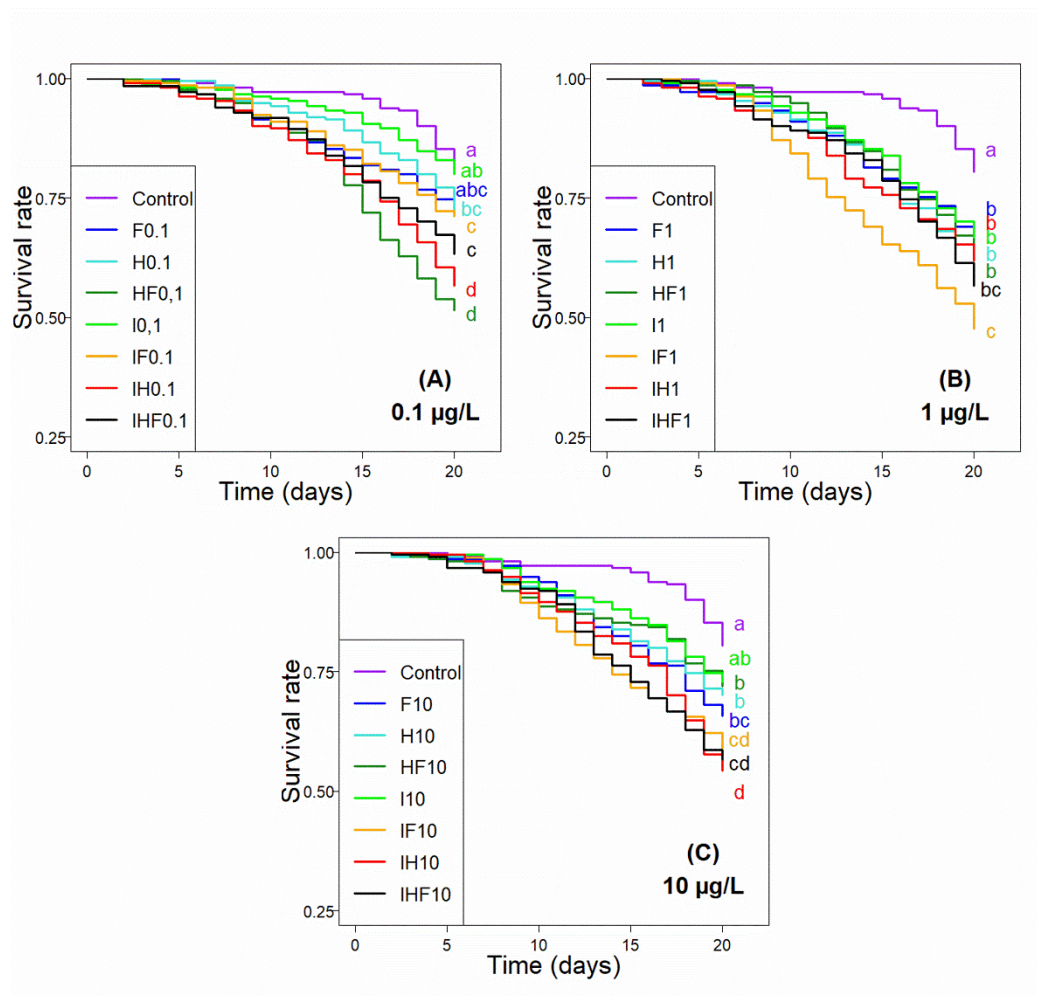 1.00
0.75
0.50
0.25
Survival rate
Control
F0.1
H0.1
HF0,1
I0,1
IF0.1
IH0.1
IHF0.1
a
ab
abc
bc
c
c
d
d
(A)
0.1 µg/L
0 5 10 15 20
Time (days)
1.00
0.75
0.50
0.25
Survival rate
Control
F1
H1
HF1
I1
IF1
IH1
IHF1
a
b
b
b
b
b
bc
c
(B)
1 µg/L
0 5 10 15 20
Time (days)
1.00
0.75
0.50
0.25
Survival rate
Control
F10
H10
HF10
I10
IF10
IH10
IHF10
a
ab
b
b
bc
cd
cd
d
(C)
10 µg/L
0 5 10 15 20
Time (days)